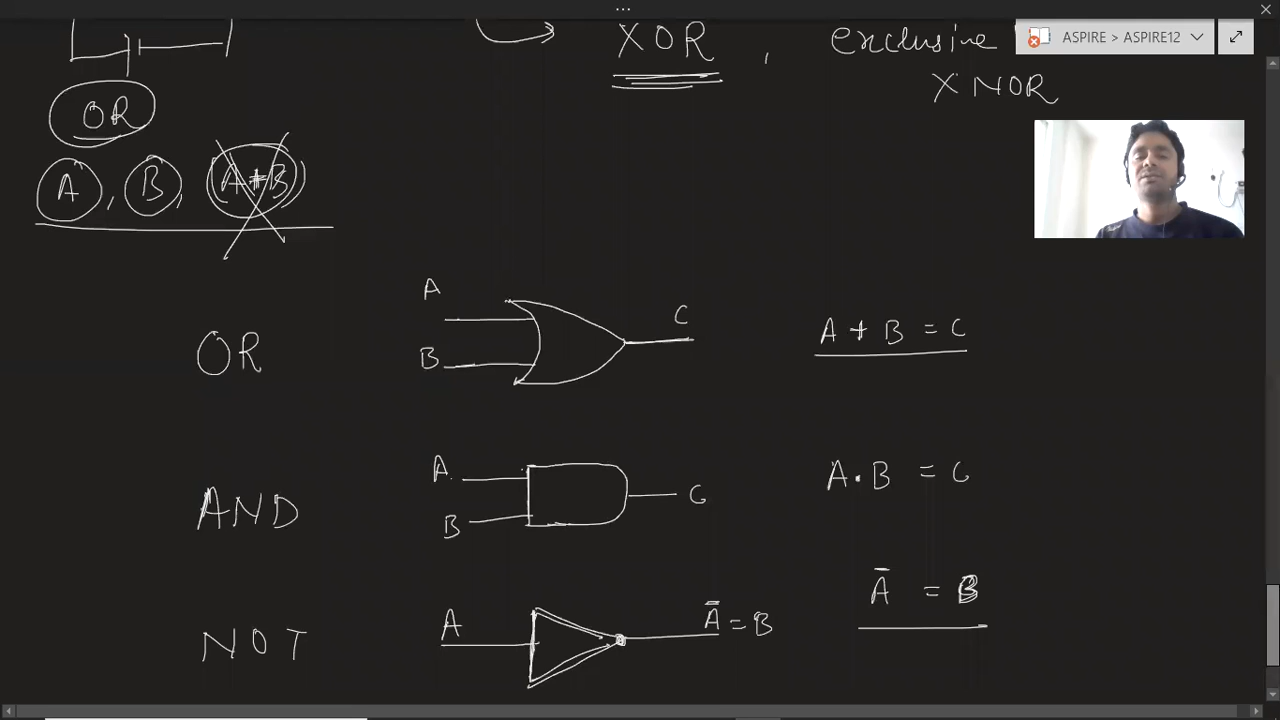 XOR, exclusive
ASPIRE > ASPIRE12
XNOR
OR
A, B, (A+B)
OR
A
B
C
A + B = C
AND
A
B
C
A.B = C
NOT
A
Ā = B
Ā = B